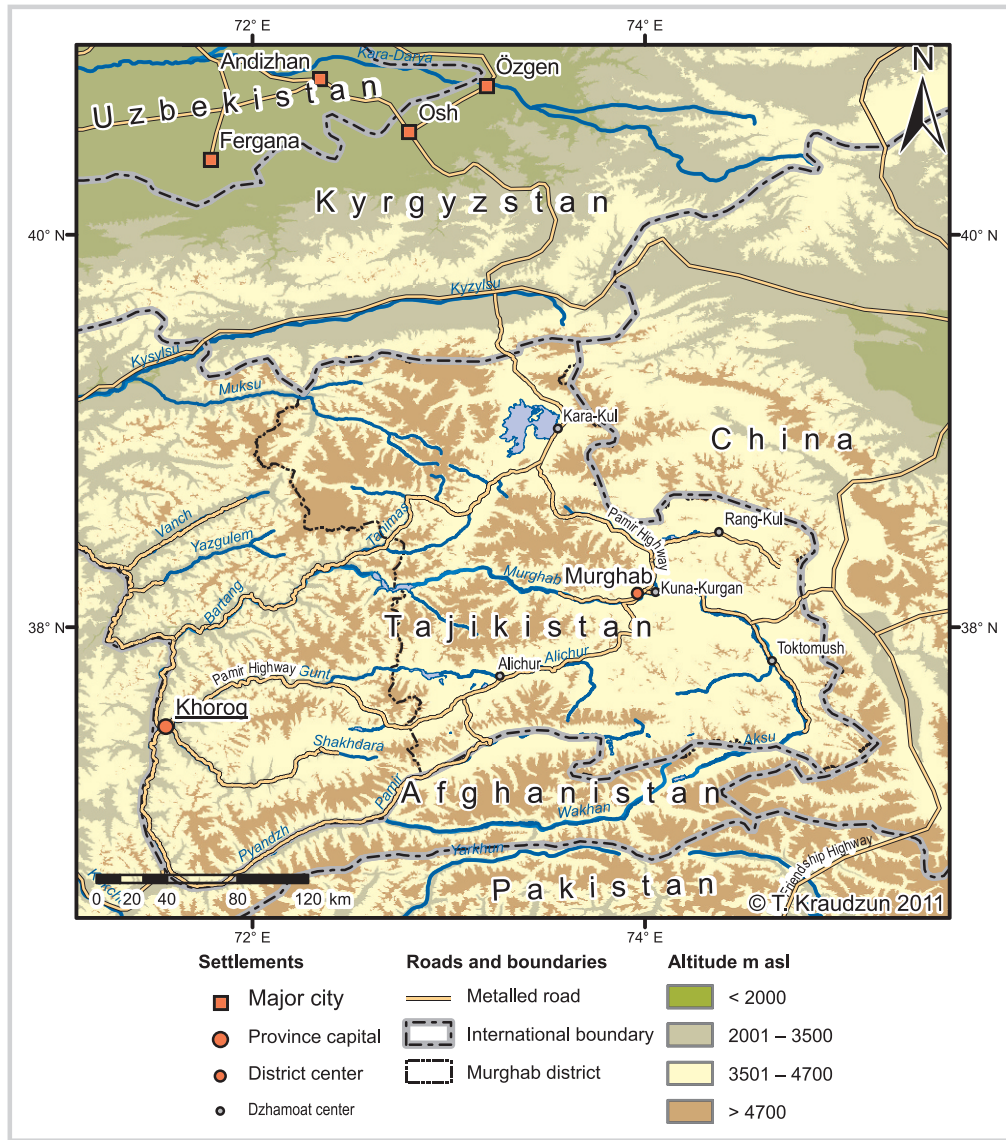 72° E
74° E
Kara-Darya
Özgen
Andizhan
N
Uzbekistan
Osh
Fergana
Kyrgyzstan
40° N
40° N
Kyzylsu
Kysylsu
Muksu
Kara-Kul
China
Vanch
Tanimas
Pamir Highway
Rang-Kul
Yazgulem
Bartang
Murghab
Murghab
Kuna-Kurgan
38° N
Tajikistan
38° N
Alichur
Toktomush
Pamir Highway
Gunt
Alichur
Khoroq
Shakhdara
Aksu
Pamir
Afghanistan
Wakhan
Pyandzh
Yarkhun
Friendship Highway
Pakistan
0 20 40 80 120 km
© T. Kraudzun 2011
72° E
74° E
Settlements
Roads and boundaries
Altitude m asl
Major city
Metalled road
< 2000
Province capital
International boundary
2001 – 3500
District center
Murghab district
3501 – 4700
Dzhamoat center
> 4700